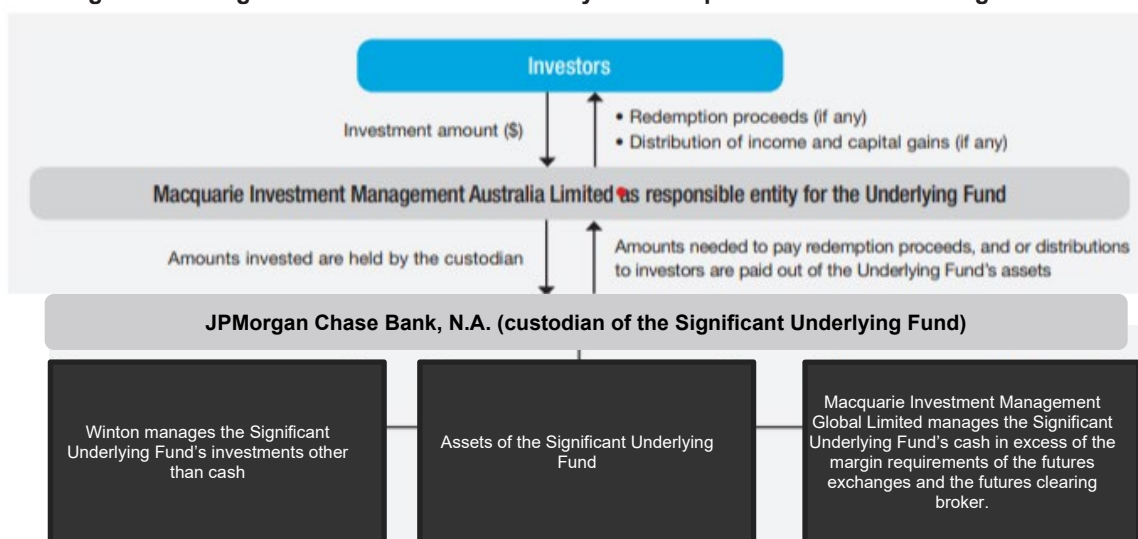 Investors
Investment amount ($)
• Redemption proceeds (if any)
• Distribution of income and capital gains (if any)
Macquarie Investment Management Australia Limited as responsible entity for the Underlying Fund
Amounts invested are held by the custodian
Amounts needed to pay redemption proceeds, and or distributions
to investors are paid out of the Underlying Fund's assets
JPMorgan Chase Bank, N.A. (custodian of the Significant Underlying Fund)
Winton manages the Significant
Underlying Fund's investments other
than cash
Assets of the Significant Underlying
Fund
Macquarie Investment Management
Global Limited manages the Significant
Underlying Fund's cash in excess of the
margin requirements of the futures
exchanges and the futures clearing
broker.